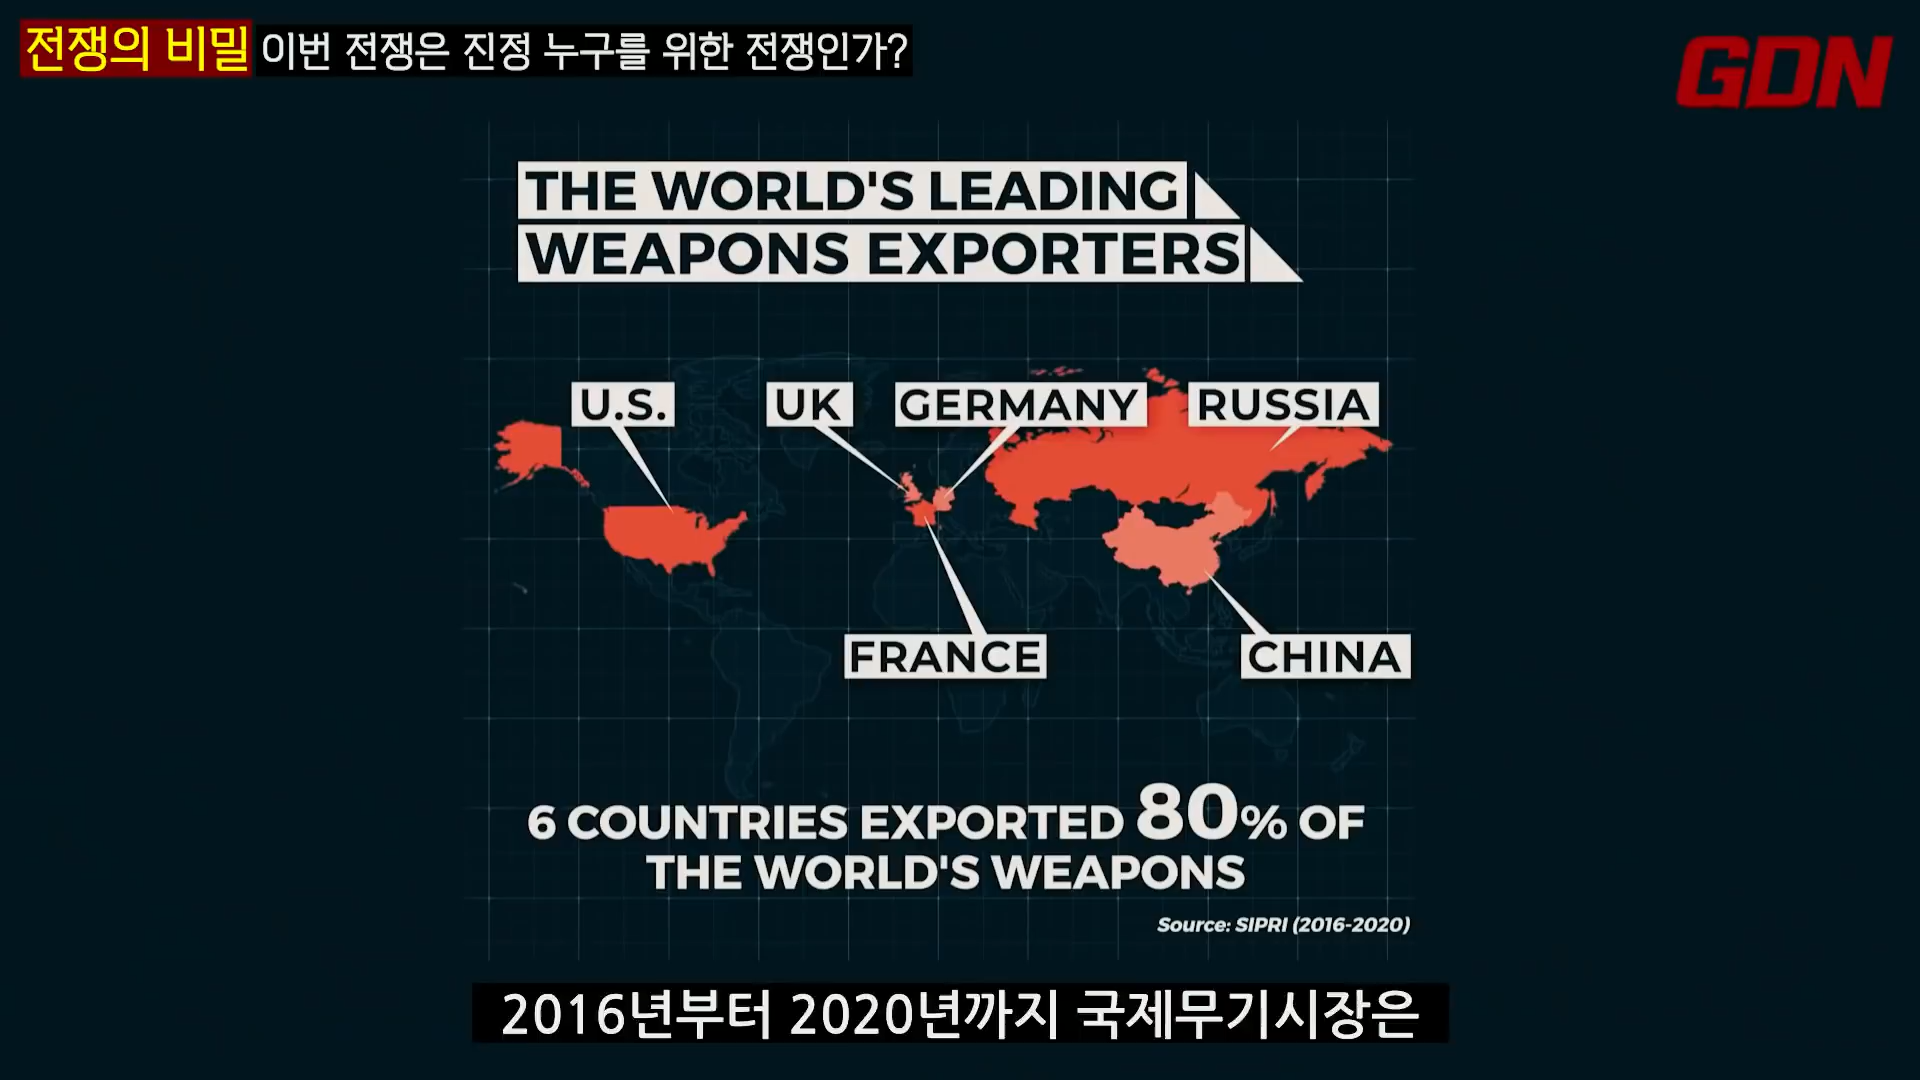 전쟁의 비밀 이번 전쟁은 진정 누구를 위한 전쟁인가?
GDN
THE WORLD'S LEADING
WEAPONS EXPORTERS
U.S.
UK
GERMANY
RUSSIA
FRANCE
CHINA
6 COUNTRIES EXPORTED 80% OF
THE WORLD'S WEAPONS
Source: SIPRI (2016-2020)
2016년부터 2020년까지 국제무기시장은